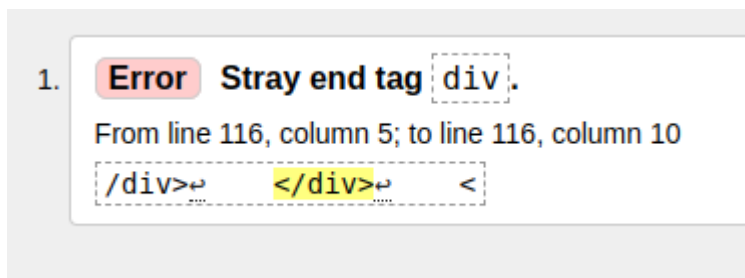 1. Error Stray end tag div.
From line 116, column 5; to line 116, column 10
/div>↩    </div>↩    <